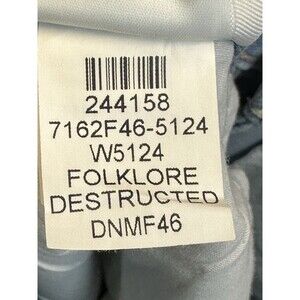 244158
7162F46-5124
W5124
FOLKLORE
DESTRUCTED
DNMF46